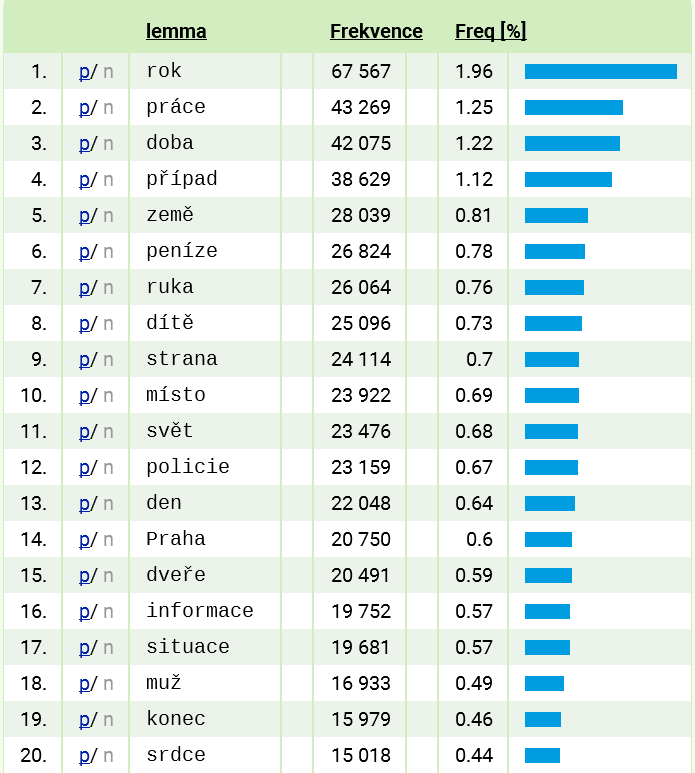 lemma Frekvence Freq [%]
1. p/ n rok 67 567 1.96
2. p/ n práce 43 269 1.25
3. p/ n doba 42 075 1.22
4. p/ n případ 38 629 1.12
5. p/ n země 28 039 0.81
6. p/ n peníze 26 824 0.78
7. p/ n ruka 26 064 0.76
8. p/ n dítě 25 096 0.73
9. p/ n strana 24 114 0.7
10. p/ n místo 23 922 0.69
11. p/ n svět 23 476 0.68
12. p/ n policie 23 159 0.67
13. p/ n den 22 048 0.64
14. p/ n Praha 20 750 0.6
15. p/ n dveře 20 491 0.59
16. p/ n informace 19 752 0.57
17. p/ n situace 19 681 0.57
18. p/ n muž 16 933 0.49
19. p/ n konec 15 979 0.46
20. p/ n srdce 15 018 0.44